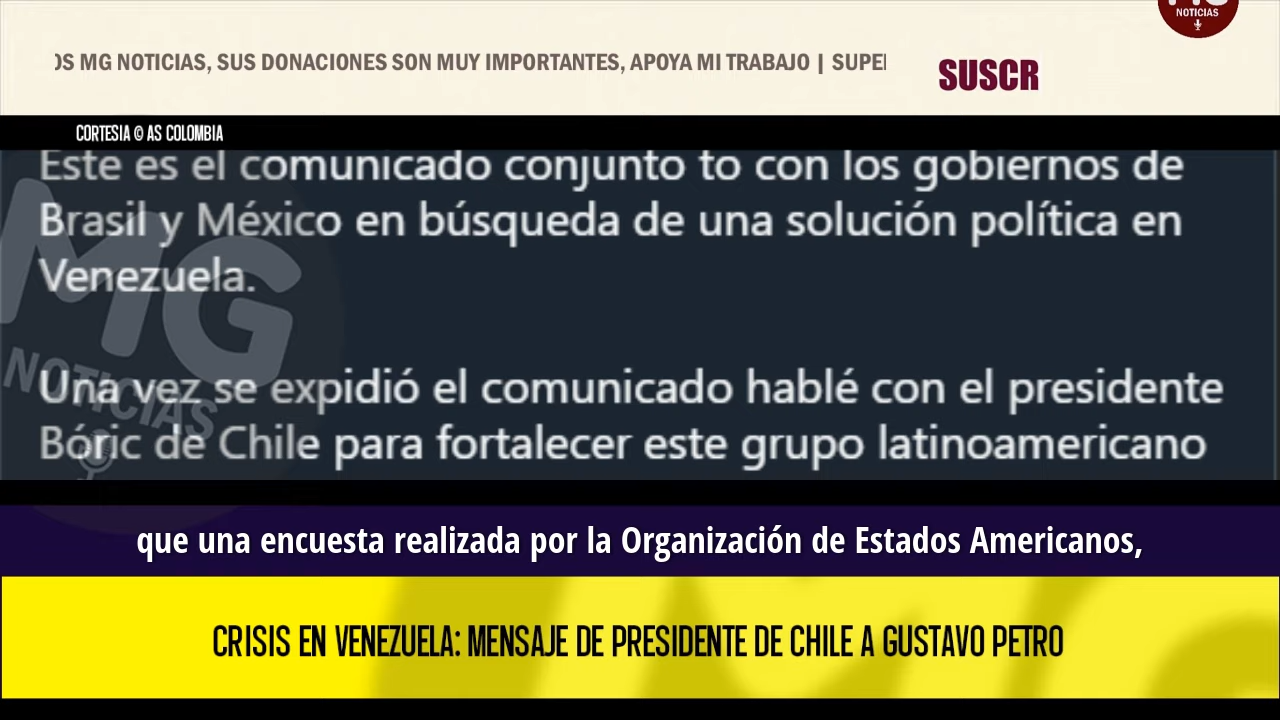 NOTICIAS
OS MG NOTICIAS, SUS DONACIONES SON MUY IMPORTANTES, APOYA MI TRABAJO | SUPER
SUSCR
CORTESIA © AS COLOMBIA
Este es el comunicado conjunto to con los gobiernos de
Brasil y México en búsqueda de una solución política en
Venezuela.
Una vez se expidió el comunicado hablé con el presidente
Bóric de Chile para fortalecer este grupo latinoamericano
MG
NOTICIAS
que una encuesta realizada por la Organización de Estados Americanos,
CRISIS EN VENEZUELA: MENSAJE DE PRESIDENTE DE CHILE A GUSTAVO PETRO